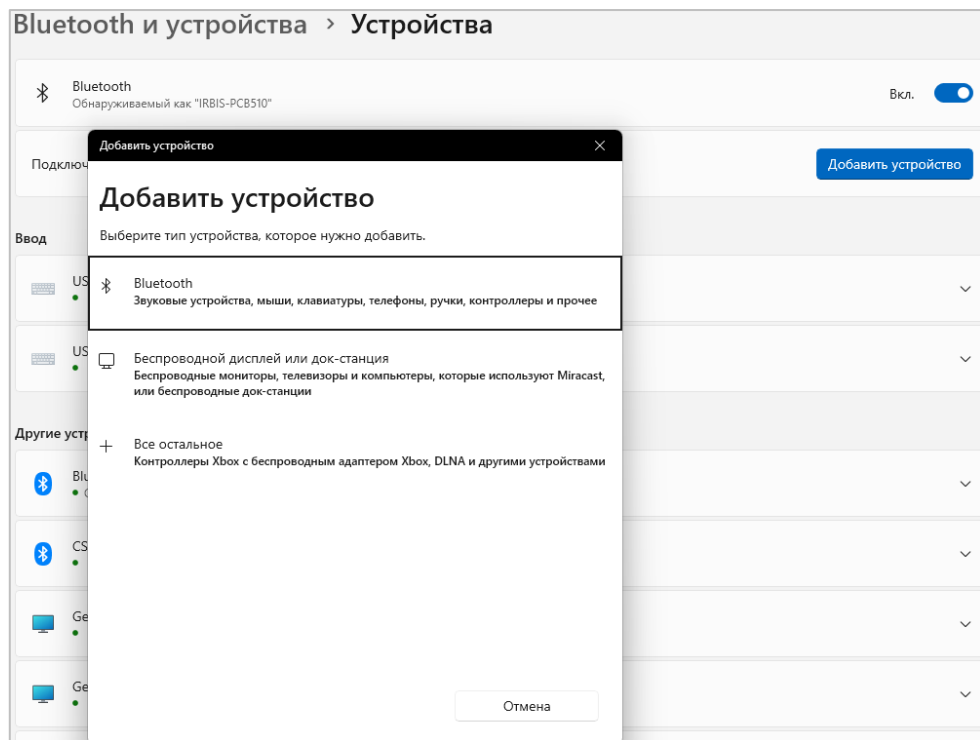 Bluetooth и устройства > Устройства
Bluetooth
Обнаруживаемый как "IRBIS-PCB510"
Вкл.
Добавить устройство
Добавить устройство
Ввод
Добавить устройство
Выберите тип устройства, которое нужно добавить.
Bluetooth
Звуковые устройства, мыши, клавиатуры, телефоны, ручки, контроллеры и прочее
Беспроводной дисплей или док-станция
Беспроводные мониторы, телевизоры и компьютеры, которые используют Miracast,
или беспроводные док-станции
Другие
Все остальное
Контроллеры Xbox с беспроводным адаптером Xbox, DLNA и другими устройствами
Отмена